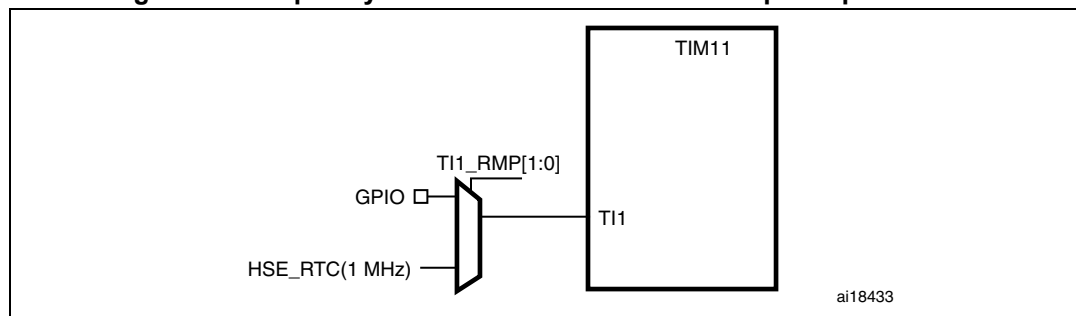 TIM11
TI1_RMP[1:0]
GPIO
TI1
HSE_RTC(1 MHz)
ai18433